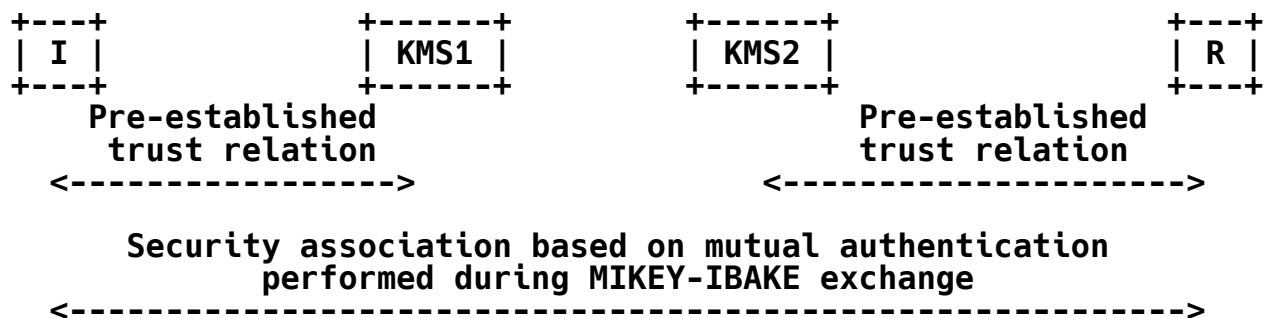 +---+ +------+ +------+ +---+
| I | | KMS1 | | KMS2 | | R |
+---+ +------+ +------+ +---+
Pre-established Pre-established
trust relation trust relation
<-----------------> <--------------------->
Security association based on mutual authentication
performed during MIKEY-IBAKE exchange
<---------------------------------------------------------->